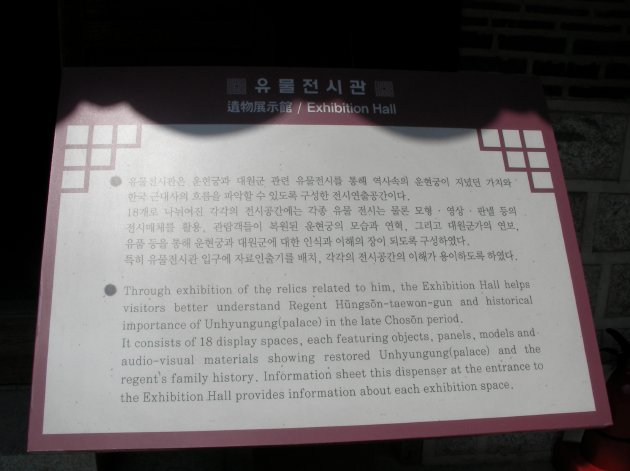 유물전시관
遺物展示館 / Exhibition Hall
유물전시관은 운현궁과 대원군 관련 유물전시를 통해 역사속의 운현궁이 지녔던 가치와
한국 근대사의 흐름을 파악할 수 있도록 구성한 전시연출공간이다.
18개로 나뉘어진 각각의 전시공간에는 각종 유물 전시는 물론 모형·영상·판넬 등의
전시매체를 활용, 관람객들이 복원된 운현궁의 모습과 연혁, 그리고 대원군가의 연보,
유품 등을 통해 운현궁과 대원군에 대한 인식과 이해의 장이 되도록 구성하였다.
특히 유물전시관 입구에 자료인출기를 배치, 각각의 전시공간의 이해가 용이하도록 하였다.
Through exhibition of the relics related to him, the Exhibition Hall helps
visitors better understand Regent Hŭngsŏn-taewon-gun and historical
importance of Unhyungung(palace) in the late Chosŏn period.
It consists of 18 display spaces, each featuring objects, panels, models and
audio-visual materials showing restored Unhyungung(palace) and the
regent's family history. Information sheet this dispenser at the entrance to
the Exhibition Hall provides information about each exhibition space.